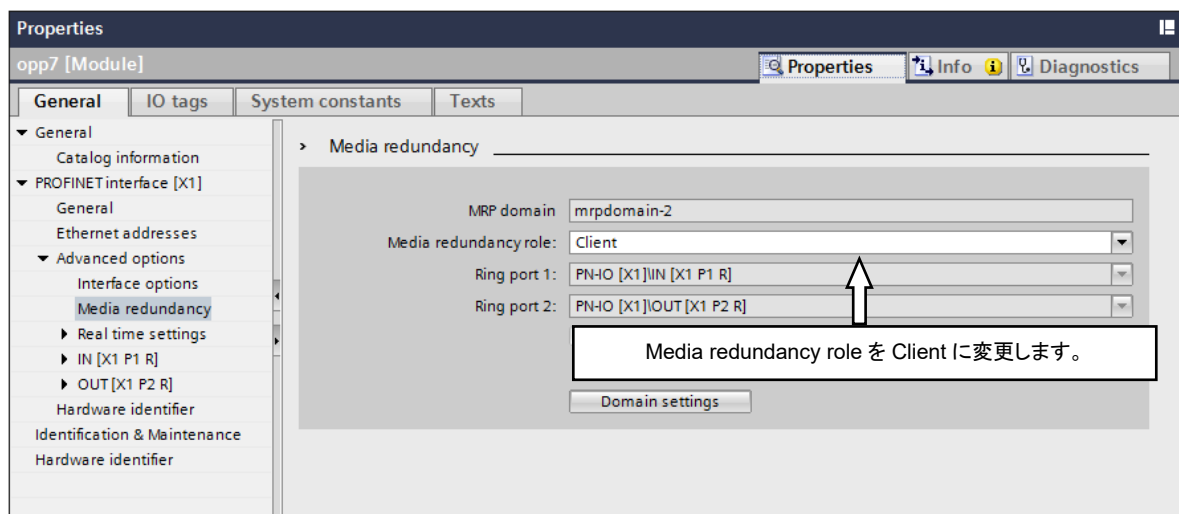 Properties
opp7 [Module]
Properties
Info
Diagnostics
General
IO tags
System constants
Texts
General
Catalog information
PROFINET interface [X1]
General
Ethernet addresses
Advanced options
Interface options
Media redundancy
Real time settings
IN [X1 P1 R]
OUT [X1 P2 R]
Hardware identifier
Identification & Maintenance
Hardware identifier
Media redundancy
MRP domain mrpdomain-2
Media redundancy role: Client
Ring port 1: PN-IO [X1]\IN [X1 P1 R]
Ring port 2: PN-IO [X1]\OUT [X1 P2 R]
Media redundancy role を Client に変更します。
Domain settings